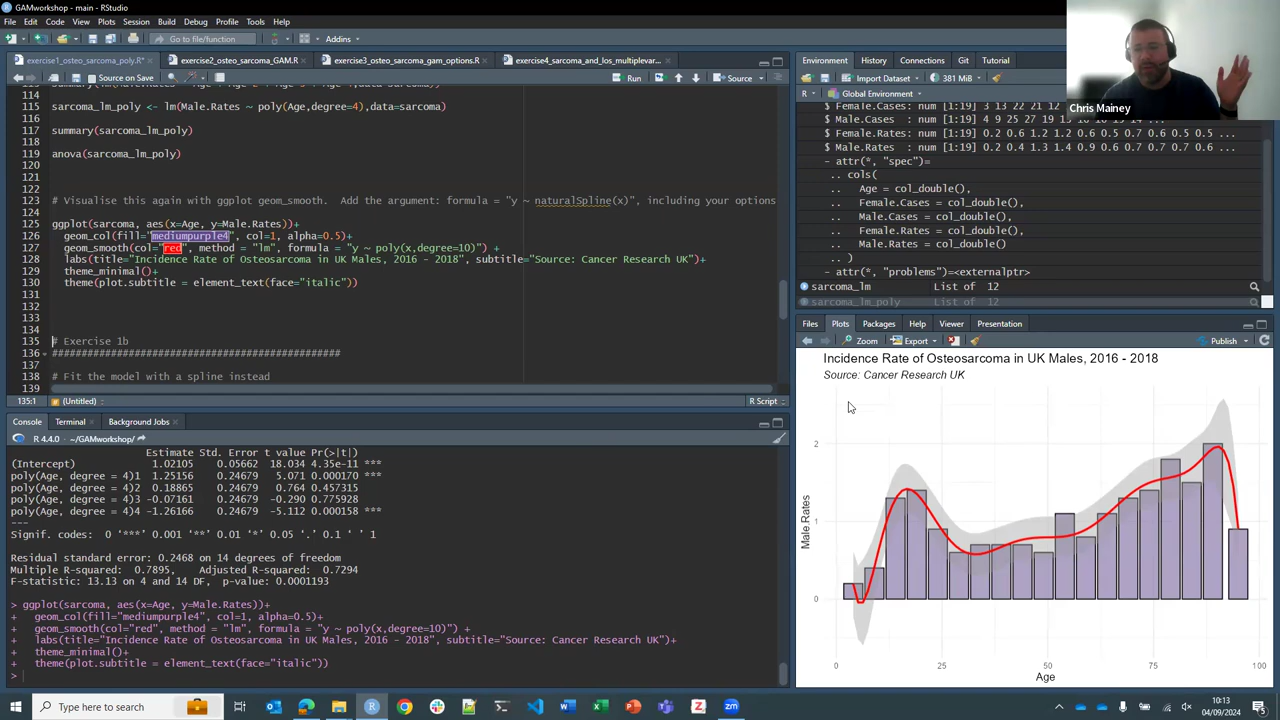 GAMworkshop - main - RStudio
File Edit Code View Plots Session Build Debug Profile Tools Help
Go to file/function
Addins
exercise1_osteo_sarcoma_poly.R*
exercise2_osteo_sarcoma_GAM.R
exercise3_osteo_sarcoma_gam_options.R
exercise4_sarcoma_and_los_multiplevar...
Source on Save
Run
Source
114
115 sarcoma_lm_poly <- lm(Male.Rates ~ poly(Age,degree=4),data=sarcoma)
116
117 summary(sarcoma_lm_poly)
118
119 anova(sarcoma_lm_poly)
120
121
122
123 # Visualise this again with ggplot geom_smooth. Add the argument: formula = "y ~ naturalSpline(x)", including your options
124
125 ggplot(sarcoma, aes(x=Age, y=Male.Rates))+
126 geom_col(fill="mediumpurple4", col=1, alpha=0.5)+
127 geom_smooth(col="red", method = "lm", formula = "y ~ poly(x,degree=10)") +
128 labs(title="Incidence Rate of Osteosarcoma in UK Males, 2016 - 2018", subtitle="Source: Cancer Research UK")+
129 theme_minimal()+
130 theme(plot.subtitle = element_text(face="italic"))
131
132
133
134
135 # Exercise 1b
136 ##############################################
137
138 # Fit the model with a spline instead
139
135:1 (Untitled) R Script
Console Terminal Background Jobs
R 4.4.0 · ~/GAMworkshop/
Estimate Std. Error t value Pr(>|t|)
(Intercept) 1.02105 0.05662 18.034 4.35e-11 ***
poly(Age, degree = 4)1 1.25156 0.24679 5.071 0.000170 ***
poly(Age, degree = 4)2 0.18865 0.24679 0.764 0.457315
poly(Age, degree = 4)3 -0.07161 0.24679 -0.290 0.775928
poly(Age, degree = 4)4 -1.26166 0.24679 -5.112 0.000158 ***
---
Signif. codes: 0 '***' 0.001 '**' 0.01 '*' 0.05 '.' 0.1 ' ' 1
Residual standard error: 0.2468 on 14 degrees of freedom
Multiple R-squared: 0.7895, Adjusted R-squared: 0.7294
F-statistic: 13.13 on 4 and 14 DF, p-value: 0.0001193
> ggplot(sarcoma, aes(x=Age, y=Male.Rates))+
+ geom_col(fill="mediumpurple4", col=1, alpha=0.5)+
+ geom_smooth(col="red", method = "lm", formula = "y ~ poly(x,degree=10)") +
+ labs(title="Incidence Rate of Osteosarcoma in UK Males, 2016 - 2018", subtitle="Source: Cancer Research UK")+
+ theme_minimal()+
+ theme(plot.subtitle = element_text(face="italic"))
>
Chris Mainey
Environment History Connections Git Tutorial
Import Dataset 381 MiB
R Global Environment
$ Female.Cases: num [1:19] 3 13 22 21 12
$ Male.Cases : num [1:19] 4 9 25 27 19
$ Female.Rates: num [1:19] 0.2 0.6 1.2 1.2 0.6 0.5 0.7 0.6 0.5 0.5 ...
$ Male.Rates : num [1:19] 0.2 0.4 1.3 1.4 0.9 0.6 0.7 0.7 0.7 0.6 ...
- attr(*, "spec")=
.. cols(
.. Age = col_double(),
.. Female.Cases = col_double(),
.. Male.Cases = col_double(),
.. Female.Rates = col_double(),
.. Male.Rates = col_double()
.. )
- attr(*, "problems")=<externalptr>
sarcoma_lm List of 12
sarcoma_lm_poly List of 12
Files Plots Packages Help Viewer Presentation
Zoom Export Publish
Incidence Rate of Osteosarcoma in UK Males, 2016 - 2018
Source: Cancer Research UK
Male.Rates
2
1
0
0 25 50 75 100
Age
Type here to search
10:13
04/09/2024